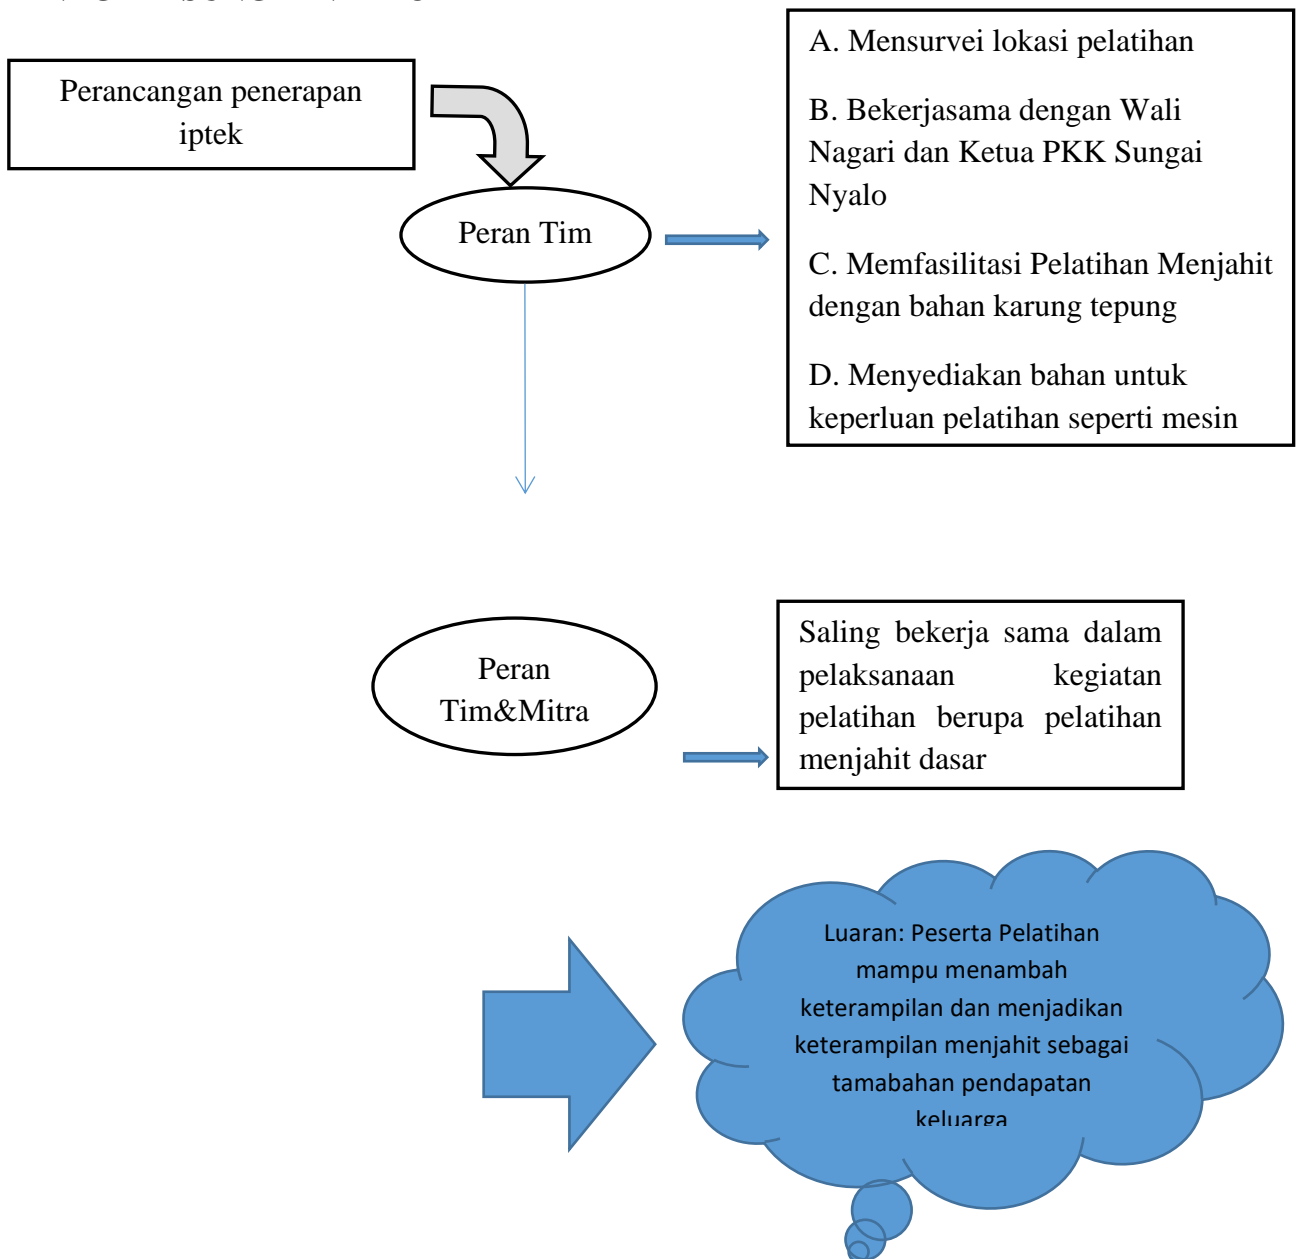 Perancangan penerapan
iptek
Peran Tim
A. Mensurvei lokasi pelatihan
B. Bekerjasama dengan Wali
Nagari dan Ketua PKK Sungai
Nyalo
C. Memfasilitasi Pelatihan Menjahit
dengan bahan karung tepung
D. Menyediakan bahan untuk
keperluan pelatihan seperti mesin
Peran
Tim&Mitra
Saling bekerja sama dalam
pelaksanaan kegiatan
pelatihan berupa pelatihan
menjahit dasar
Luaran: Peserta Pelatihan
mampu menambah
keterampilan dan menjadikan
keterampilan menjahit sebagai
tamabahan pendapatan
keluarga